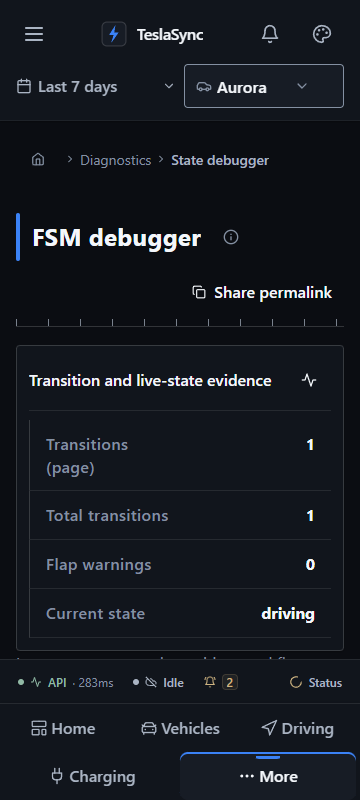 TeslaSync
Last 7 days
Aurora
Diagnostics
State debugger
FSM debugger
Share permalink
Transition and live-state evidence
Transitions
(page)
1
Total transitions
1
Flap warnings
0
Current state
driving
API · 283ms
Idle
2
Status
Home
Vehicles
Driving
Charging
More